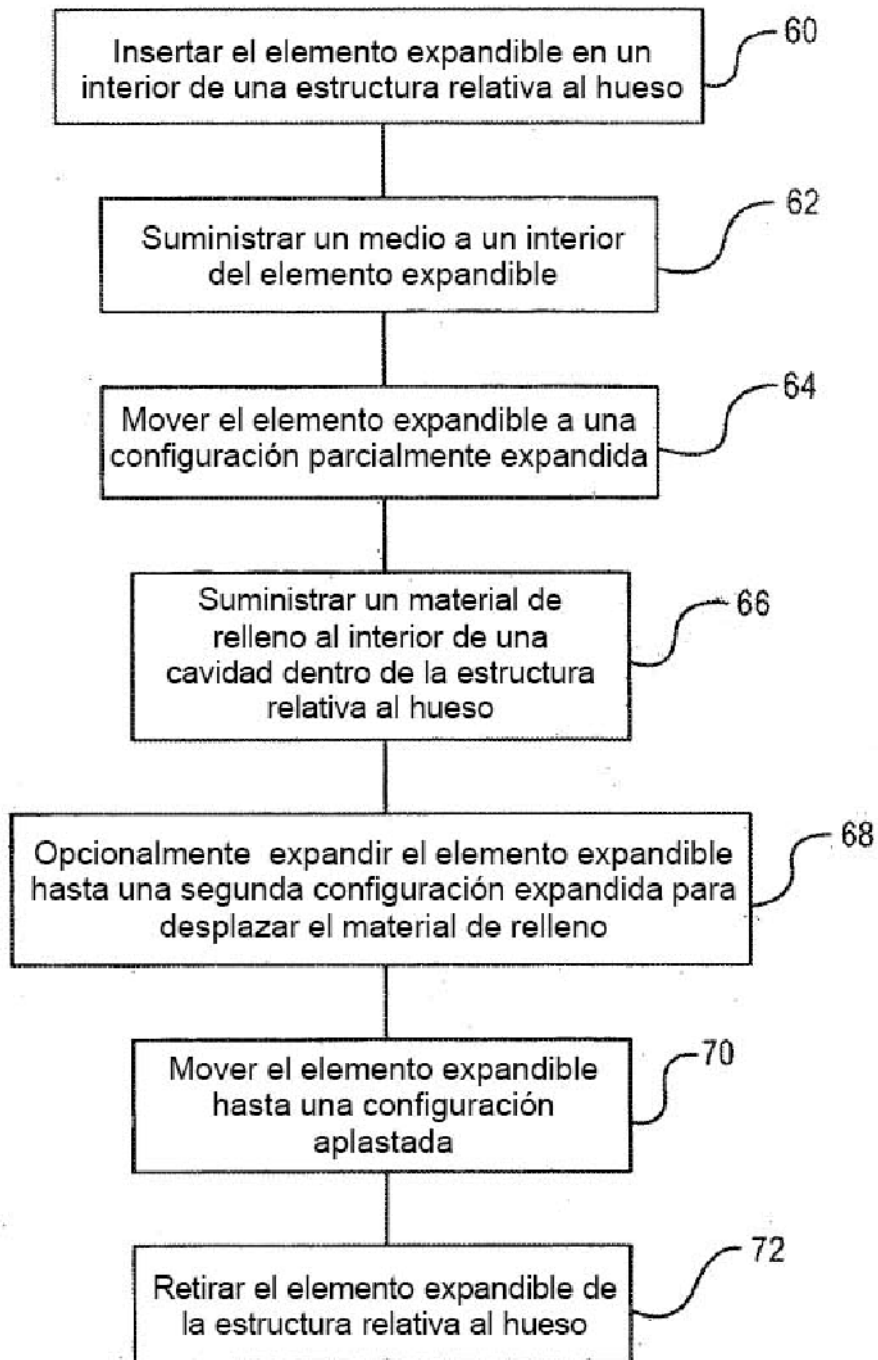 Insertar el elemento expandible en un
interior de una estructura relativa al hueso
60
Suministrar un medio a un interior
del elemento expandible
62
Mover el elemento expandible a una
configuración parcialmente expandida
64
Suministrar un material de
relleno al interior de una
cavidad dentro de la estructura
relativa al hueso
66
Opcionalmente expandir el elemento expandible
hasta una segunda configuración expandida para
desplazar el material de relleno
68
Mover el elemento expandible
hasta una configuración
aplastada
70
Retirar el elemento expandible de
la estructura relativa al hueso
72